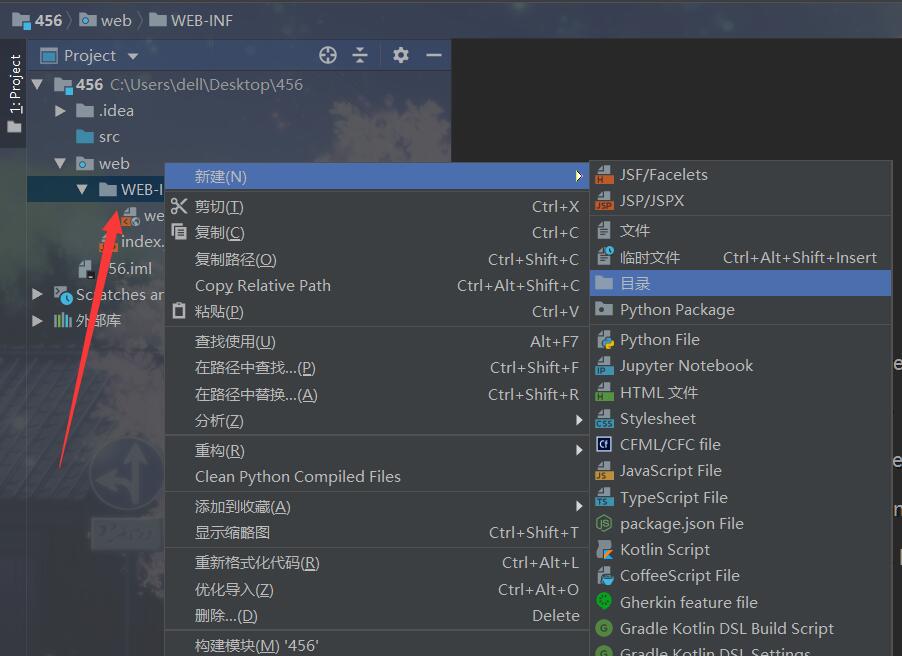 456 web WEB-INF
1: Project
Project
456 C:\Users\dell\Desktop\456
.idea
src
web
WEB-I
we
index.
56.iml
Scratches ar
外部库
新建(N)
剪切(T) Ctrl+X
复制(C) Ctrl+C
复制路径(O) Ctrl+Shift+C
Copy Relative Path Ctrl+Alt+Shift+C
粘贴(P) Ctrl+V
查找使用(U) Alt+F7
在路径中查找...(P) Ctrl+Shift+F
在路径中替换...(A) Ctrl+Shift+R
分析(Z)
重构(R)
Clean Python Compiled Files
添加到收藏(A)
显示缩略图 Ctrl+Shift+T
重新格式化代码(R) Ctrl+Alt+L
优化导入(Z) Ctrl+Alt+O
删除...(D) Delete
构建模块(M) '456'
JSF/Facelets
JSP/JSPX
文件
临时文件 Ctrl+Alt+Shift+Insert
目录
Python Package
Python File
Jupyter Notebook
HTML 文件
Stylesheet
CFML/CFC file
JavaScript File
TypeScript File
package.json File
Kotlin Script
CoffeeScript File
Gherkin feature file
Gradle Kotlin DSL Build Script
Gradle Kotlin DSL Settings